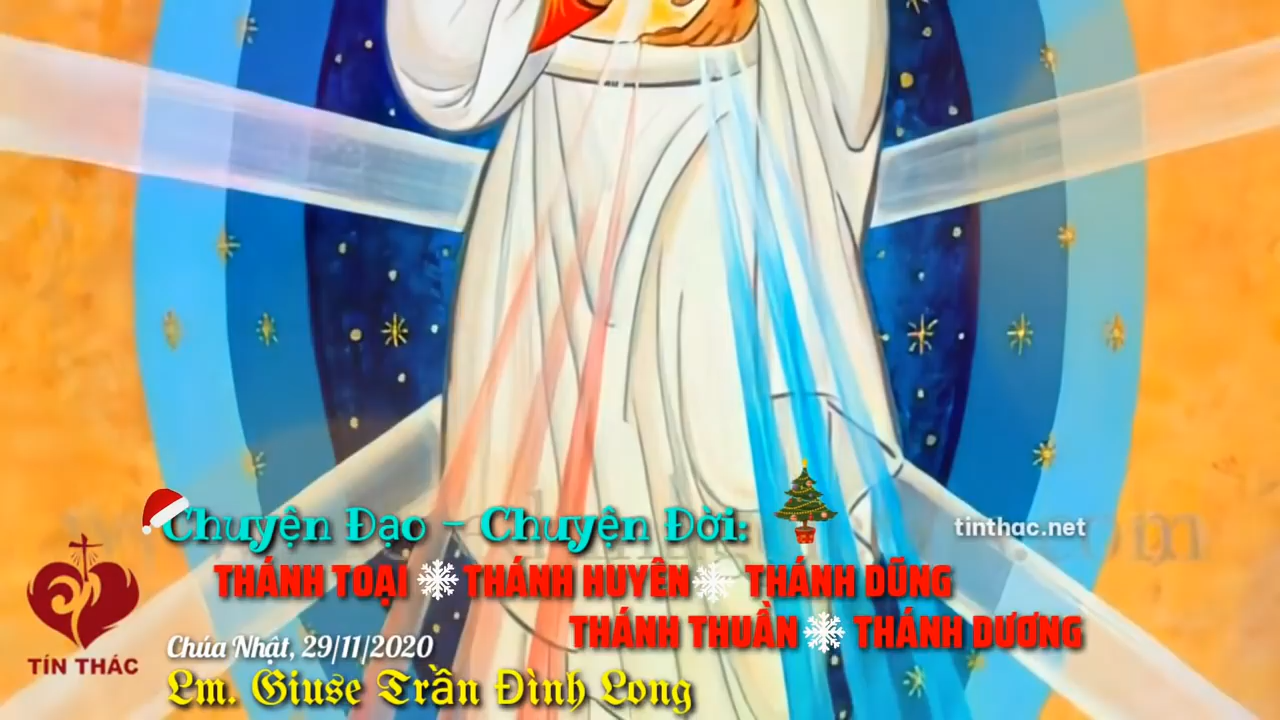 Chuyện Đạo - Chuyện Đời:
tinthac.net
THÁNH TOẠI THÁNH HUYÊN THÁNH DŨNG
THÁNH THUẦN THÁNH DƯƠNG
Chúa Nhật, 29/11/2020
TÍN THÁC
Lm. Giuse Trần Đình Long